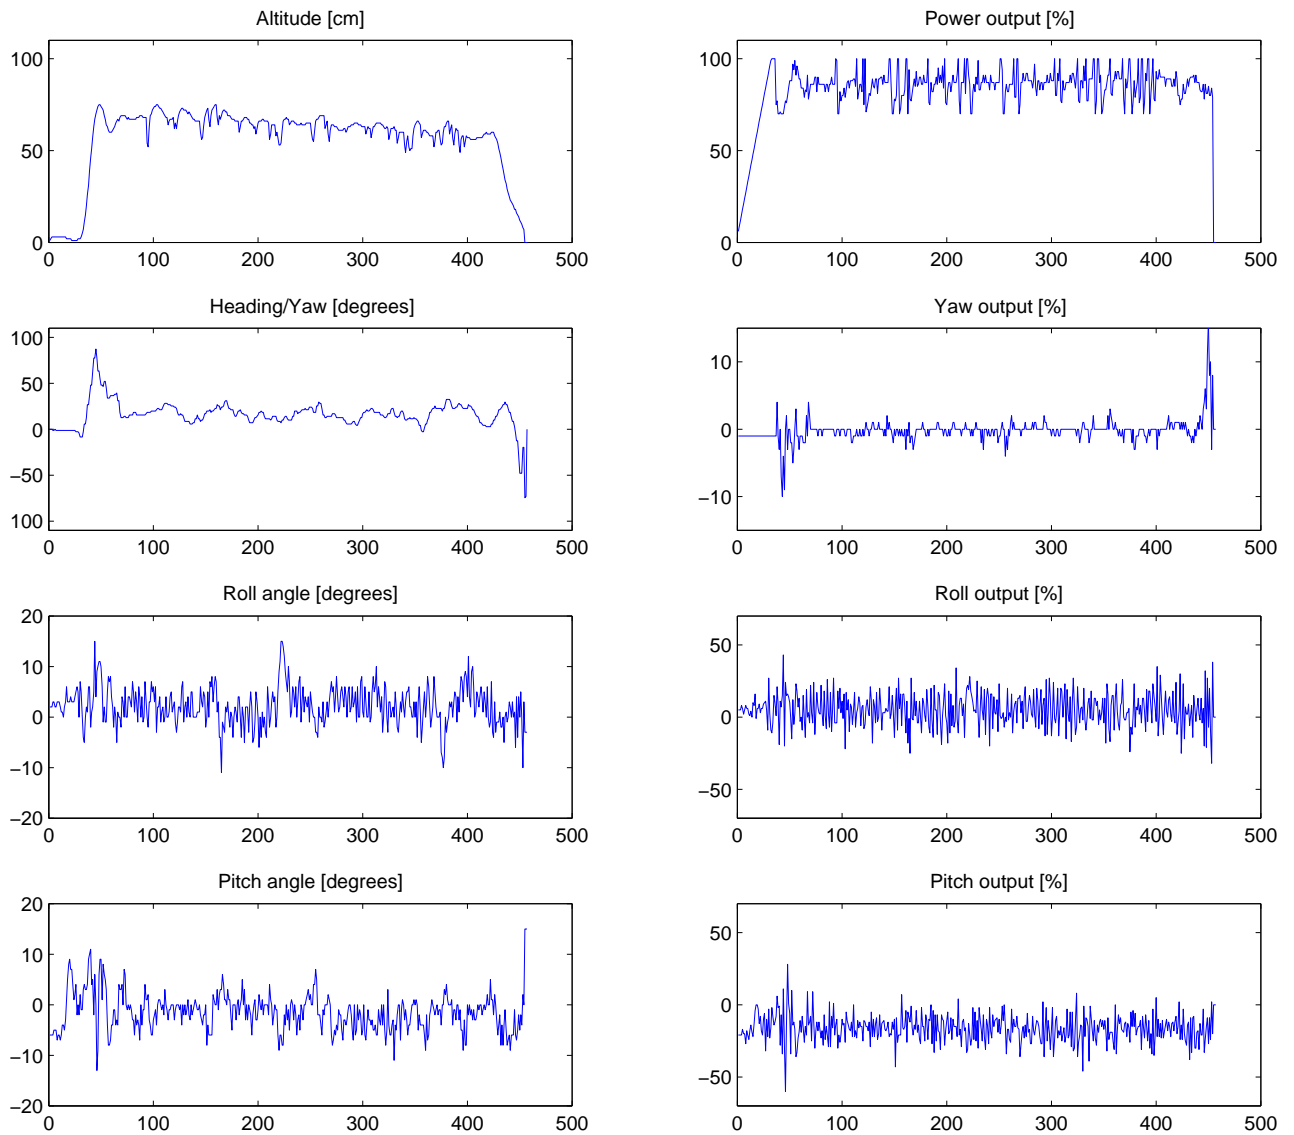 Altitude [cm]
100
50
0
0 100 200 300 400 500
Power output [%]
100
50
0
0 100 200 300 400 500
Heading/Yaw [degrees]
100
50
0
−50
100
0 100 200 300 400 500
Yaw output [%]
10
0
−10
0 100 200 300 400 500
Roll angle [degrees]
20
10
0
−10
−20
0 100 200 300 400 500
Roll output [%]
50
0
−50
0 100 200 300 400 500
Pitch angle [degrees]
20
10
0
−10
−20
0 100 200 300 400 500
Pitch output [%]
50
0
−50
0 100 200 300 400 500